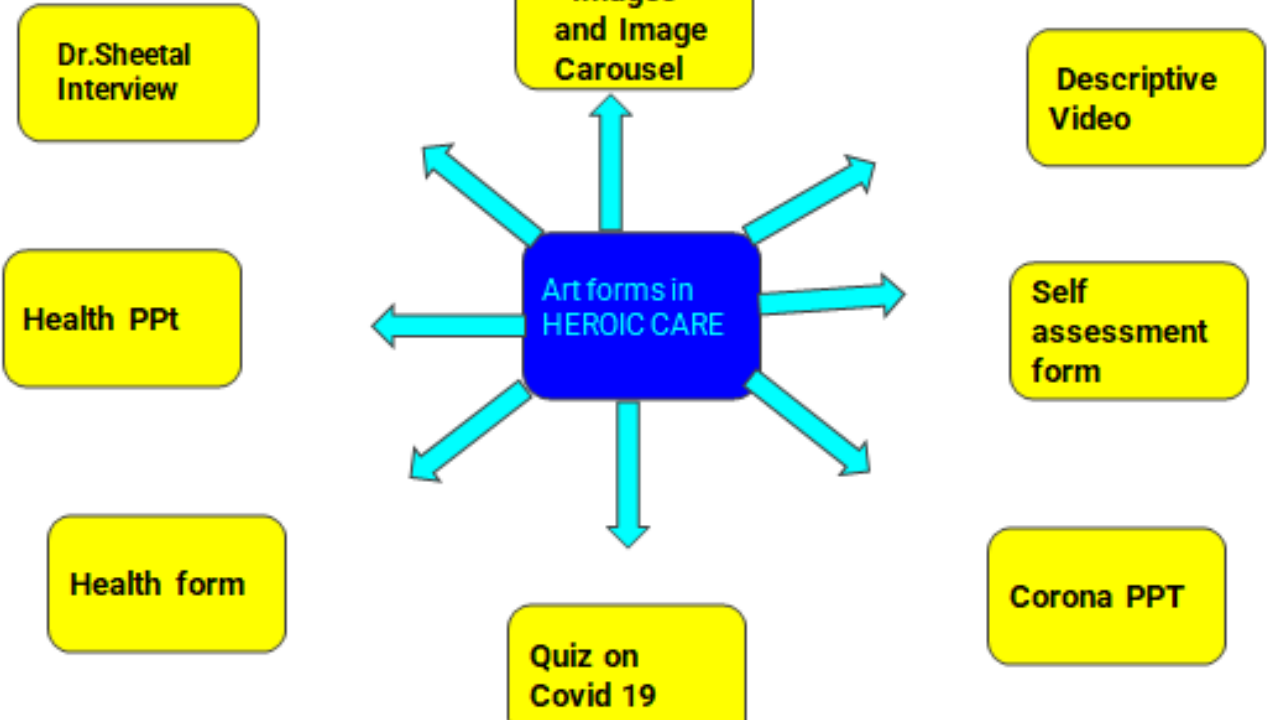 Images
and Image
Carousel
Dr.Sheetal
Interview
Descriptive
Video
Health PPt
Art forms in
HEROIC CARE
Self
assessment
form
Health form
Corona PPT
Quiz on
Covid 19